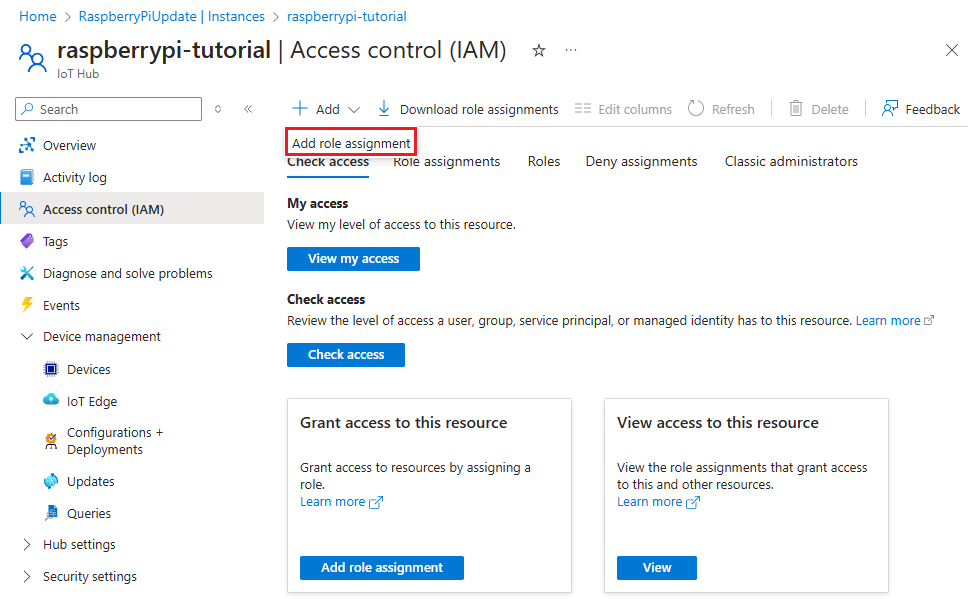 Home > RaspberryPiUpdate | Instances > raspberrypi-tutorial
raspberrypi-tutorial | Access control (IAM)
IoT Hub
Search
Add
Download role assignments
Edit columns
Refresh
Delete
Feedback
Add role assignment
Overview
Activity log
Access control (IAM)
Tags
Diagnose and solve problems
Events
Device management
Devices
IoT Edge
Configurations +
Deployments
Updates
Queries
Hub settings
Security settings
Check access
Role assignments
Roles
Deny assignments
Classic administrators
My access
View my level of access to this resource.
View my access
Check access
Review the level of access a user, group, service principal, or managed identity has to this resource. Learn more
Check access
Grant access to this resource
Grant access to resources by assigning a
role.
Learn more
Add role assignment
View access to this resource
View the role assignments that grant access
to this and other resources.
Learn more
View